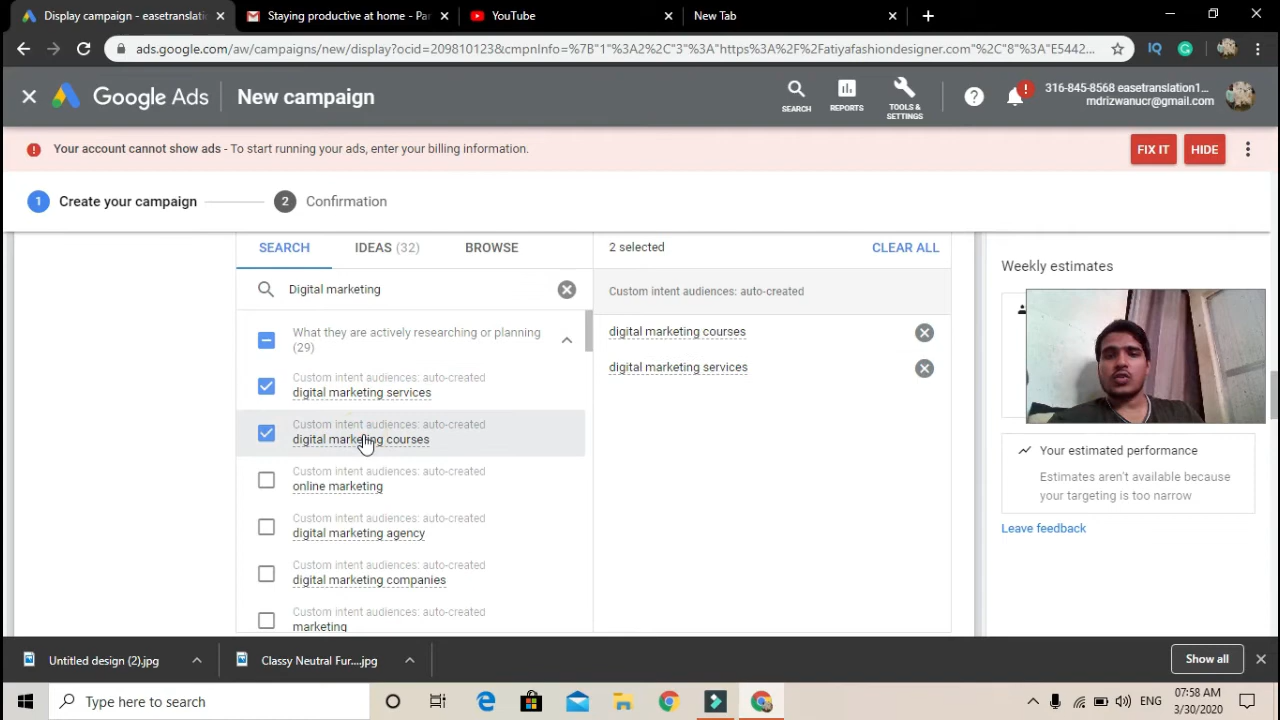 Display campaign - easetranslatio
Staying productive at home - Par
YouTube
New Tab
ads.google.com/aw/campaigns/new/display?ocid=209810123&cmpnInfo=%7B"1"%3A2%2C"3"%3A"https%3A%2F%2Fatiyafashiondesigner.com"%2C"8"%3A"E5442...
Google Ads
New campaign
SEARCH
REPORTS
TOOLS & SETTINGS
316-845-8568 easetranslation1...
mdrizwanucr@gmail.com
Your account cannot show ads - To start running your ads, enter your billing information.
FIX IT
HIDE
1 Create your campaign
2 Confirmation
SEARCH
IDEAS (32)
BROWSE
2 selected
CLEAR ALL
Digital marketing
Custom intent audiences: auto-created
What they are actively researching or planning
(29)
digital marketing courses
digital marketing services
Custom intent audiences: auto-created
digital marketing services
Custom intent audiences: auto-created
digital marketing courses
Custom intent audiences: auto-created
online marketing
Custom intent audiences: auto-created
digital marketing agency
Custom intent audiences: auto-created
digital marketing companies
Custom intent audiences: auto-created
marketing
Weekly estimates
Your estimated performance
Estimates aren't available because
your targeting is too narrow
Leave feedback
Untitled design (2).jpg
Classy Neutral Fur....jpg
Show all
Type here to search
ENG
07:58 AM
3/30/2020